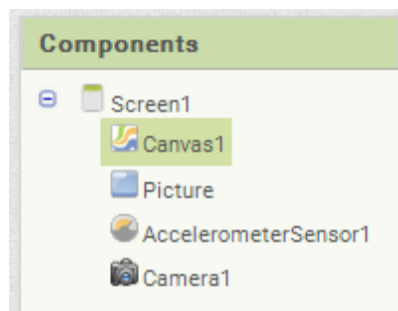 Components
Screen1
Canvas1
Picture
AccelerometerSensor1
Camera1